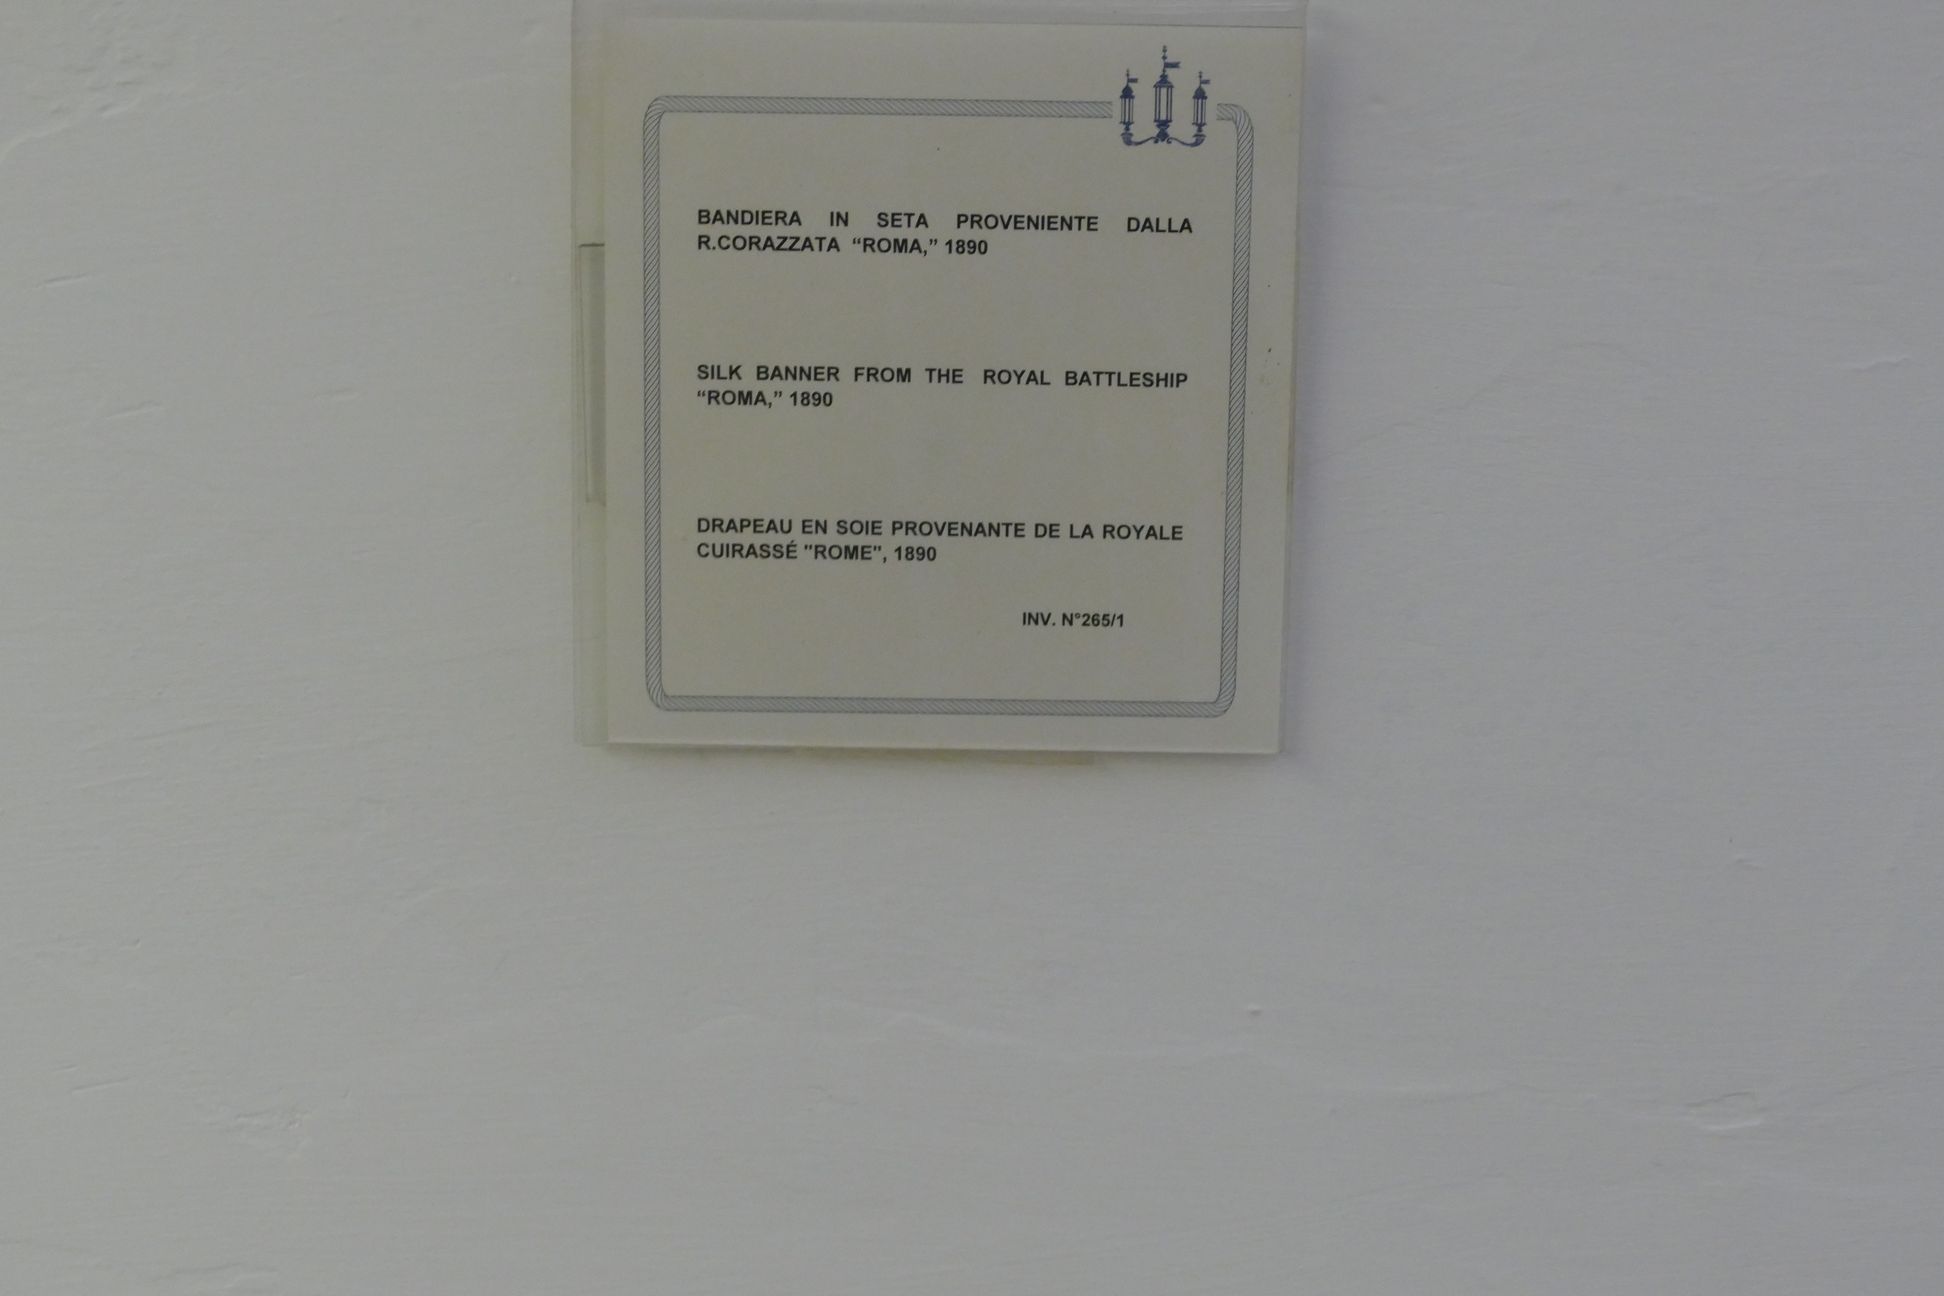 BANDIERA IN SETA PROVENIENTE DALLA
R.CORAZZATA “ROMA,” 1890
SILK BANNER FROM THE ROYAL BATTLESHIP
“ROMA,” 1890
DRAPEAU EN SOIE PROVENANTE DE LA ROYALE
CUIRASSÉ "ROME", 1890
INV. N°265/1